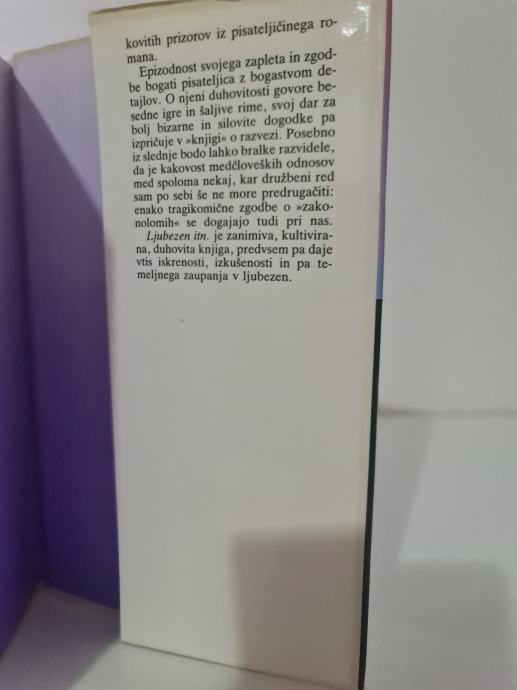 kovitih prizorov iz pisateljičinega ro-
mana.
Epizodnost svojega zapleta in zgod-
be bogati pisateljica z bogastvom de-
tajlov. O njeni duhovitosti govore be-
sedne igre in šaljive rime, svoj dar za
bolj bizarne in silovite dogodke pa
izpričuje v »knjigi« o razvezi. Posebno
iz slednje bodo lahko bralke razvidele,
da je kakovost medčloveških odnosov
med spoloma nekaj, kar družbeni red
sam po sebi še ne more predrugačiti:
enako tragikomične zgodbe o »zako-
nolomih« se dogajajo tudi pri nas.
Ljubezen itn. je zanimiva, kultivira-
na, duhovita knjiga, predvsem pa daje
vtis iskrenosti, izkušenosti in pa te-
meljnega zaupanja v ljubezen.